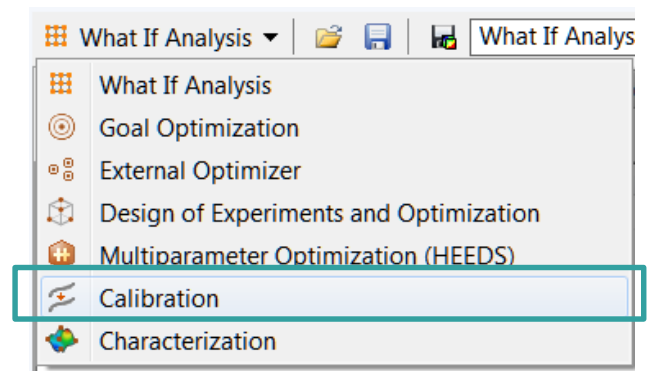 What If Analysis What If Analys
What If Analysis
Goal Optimization
External Optimizer
Design of Experiments and Optimization
Multiparameter Optimization (HEEDS)
Calibration
Characterization